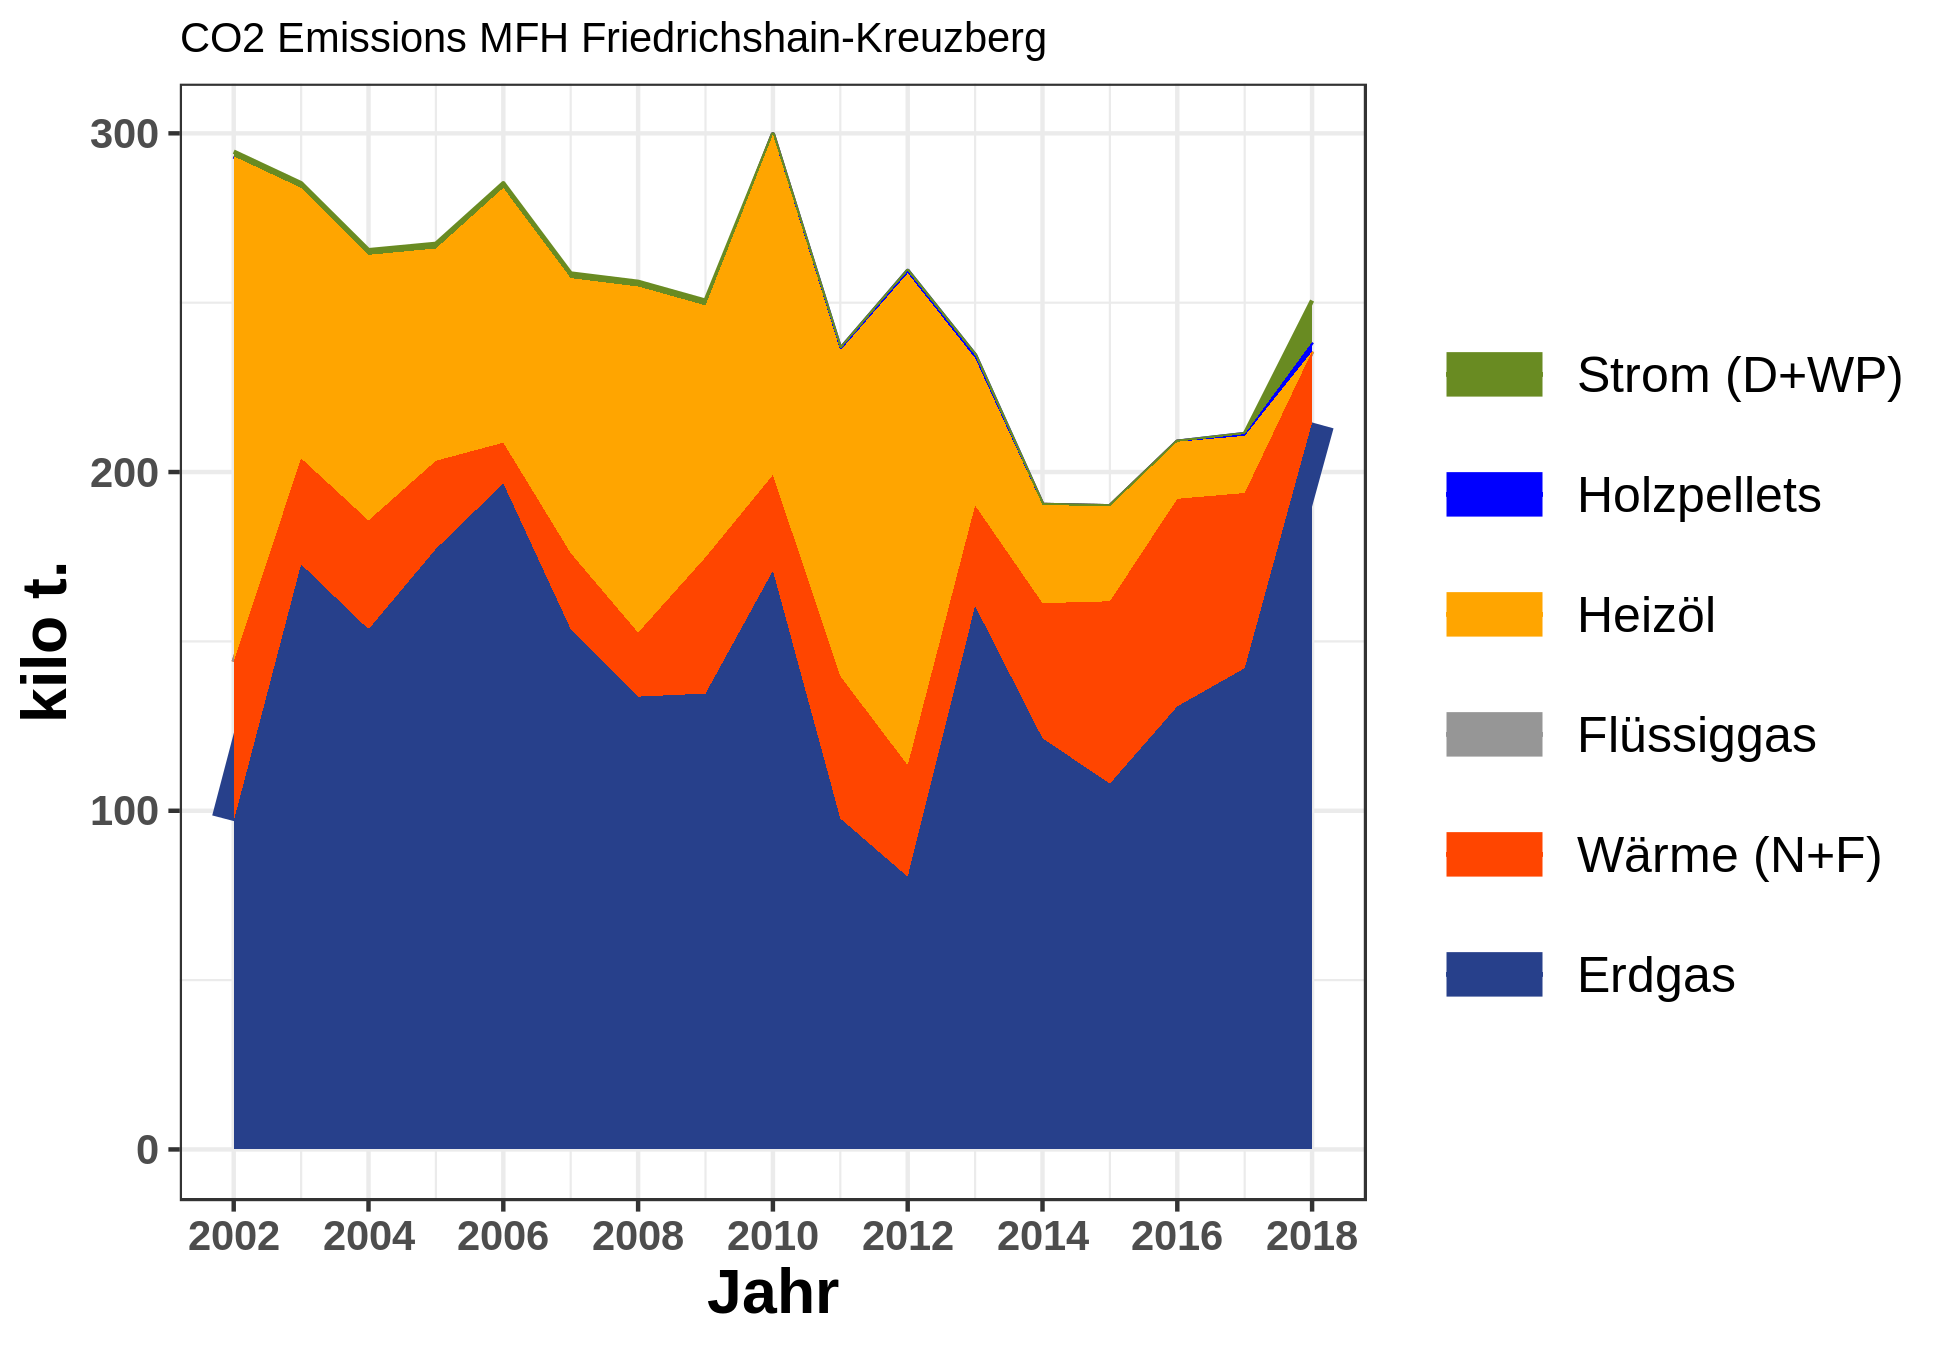 CO2 Emissions MFH Friedrichshain-Kreuzberg
kilo t.
300
200
100
0
2002 2004 2006 2008 2010 2012 2014 2016 2018
Jahr
Strom (D+WP)
Holzpellets
Heizöl
Flüssiggas
Wärme (N+F)
Erdgas